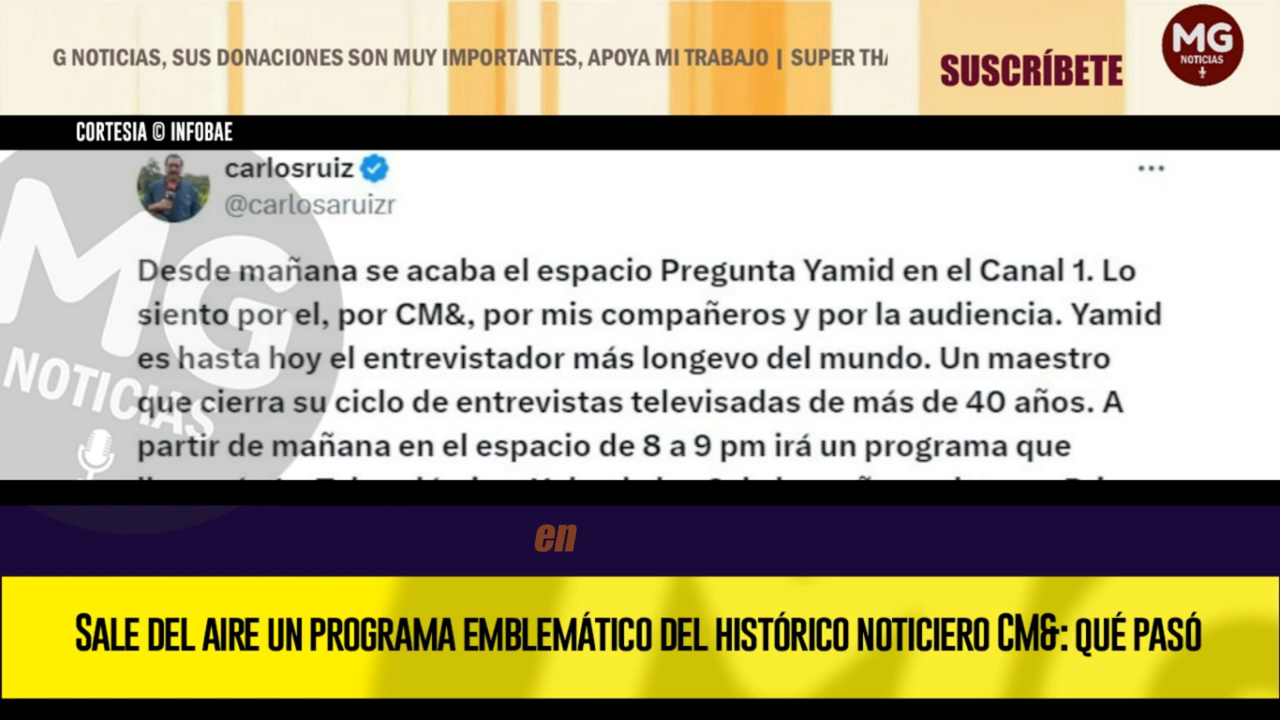 G NOTICIAS, SUS DONACIONES SON MUY IMPORTANTES, APOYA MI TRABAJO | SUPER THA
SUSCRÍBETE
MG
NOTICIAS
CORTESIA © INFOBAE
carlosruiz
@carlosaruizr
Desde mañana se acaba el espacio Pregunta Yamid en el Canal 1. Lo
siento por el, por CM&, por mis compañeros y por la audiencia. Yamid
es hasta hoy el entrevistador más longevo del mundo. Un maestro
que cierra su ciclo de entrevistas televisadas de más de 40 años. A
partir de mañana en el espacio de 8 a 9 pm irá un programa que
MG
NOTICIAS
en
SALE DEL AIRE UN PROGRAMA EMBLEMÁTICO DEL HISTÓRICO NOTICIERO CM&: QUÉ PASÓ